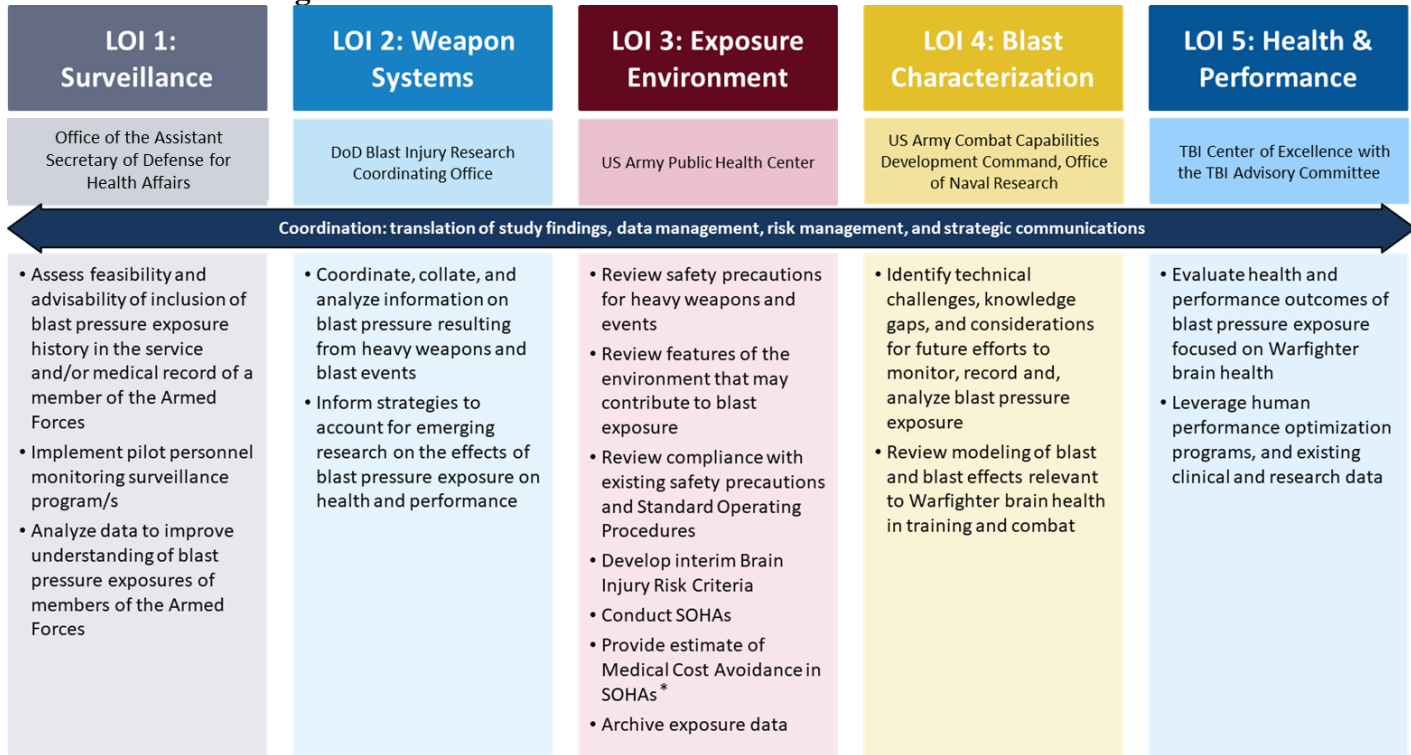 LOI 1:
Surveillance
Office of the Assistant
Secretary of Defense for
Health Affairs
LOI 2: Weapon
Systems
DoD Blast Injury Research
Coordinating Office
LOI 3: Exposure
Environment
US Army Public Health Center
LOI 4: Blast
Characterization
US Army Combat Capabilities
Development Command, Office
of Naval Research
LOI 5: Health &
Performance
TBI Center of Excellence with
the TBI Advisory Committee
Coordination: translation of study findings, data management, risk management, and strategic communications
• Assess feasibility and
advisability of inclusion of
blast pressure exposure
history in the service
and/or medical record of a
member of the Armed
Forces
• Implement pilot personnel
monitoring surveillance
program/s
• Analyze data to improve
understanding of blast
pressure exposures of
members of the Armed
Forces
• Coordinate, collate, and
analyze information on
blast pressure resulting
from heavy weapons and
blast events
• Inform strategies to
account for emerging
research on the effects of
blast pressure exposure on
health and performance
• Review safety precautions
for heavy weapons and
events
• Review features of the
environment that may
contribute to blast
exposure
• Review compliance with
existing safety precautions
and Standard Operating
Procedures
• Develop interim Brain
Injury Risk Criteria
• Conduct SOHAs
• Provide estimate of
Medical Cost Avoidance in
SOHAs*
• Archive exposure data
• Identify technical
challenges, knowledge
gaps, and considerations
for future efforts to
monitor, record and,
analyze blast pressure
exposure
• Review modeling of blast
and blast effects relevant
to Warfighter brain health
in training and combat
• Evaluate health and
performance outcomes of
blast pressure exposure
focused on Warfighter
brain health
• Leverage human
performance optimization
programs, and existing
clinical and research data